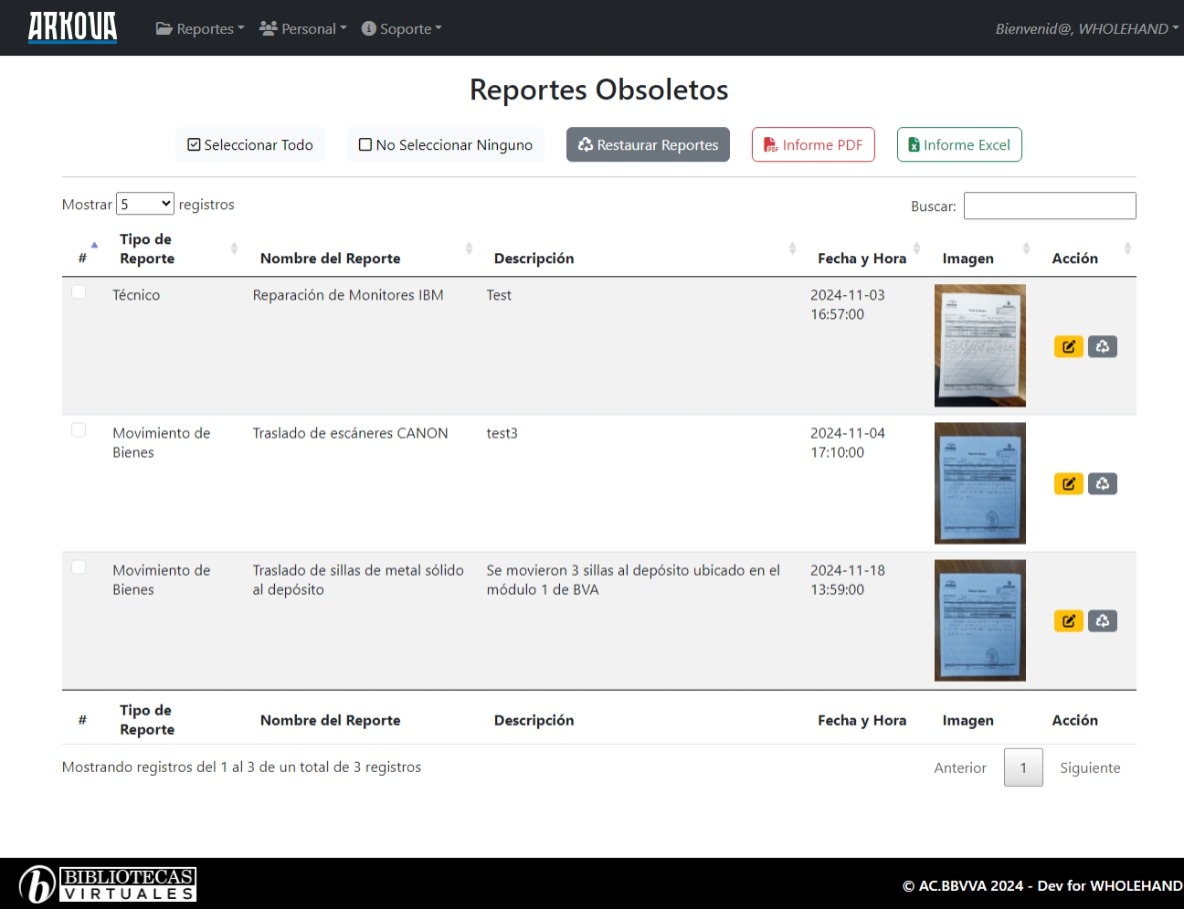 ARKOVA
Reportes
Personal
Soporte
Bienvenid@, WHOLEHAND
Reportes Obsoletos
Seleccionar Todo
No Seleccionar Ninguno
Restaurar Reportes
Informe PDF
Informe Excel
Mostrar 5 registros
Buscar:
# Tipo de Reporte Nombre del Reporte Descripción Fecha y Hora Imagen Acción
Técnico Reparación de Monitores IBM Test 2024-11-03
16:57:00
Movimiento de Traslado de escáneres CANON test3 2024-11-04
Bienes 17:10:00
Movimiento de Traslado de sillas de metal sólido Se movieron 3 sillas al depósito ubicado en el 2024-11-18
Bienes al depósito módulo 1 de BVA 13:59:00
# Tipo de Reporte Nombre del Reporte Descripción Fecha y Hora Imagen Acción
Mostrando registros del 1 al 3 de un total de 3 registros
Anterior 1 Siguiente
b BIBLIOTECAS
VIRTUALES
© AC.BBVVA 2024 - Dev for WHOLEHAND